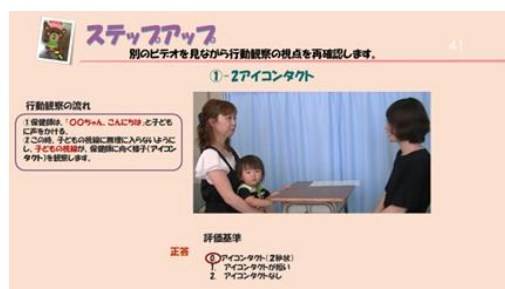 ステップアップ
別のビデオを見ながら行動観察の視点を再確認します。
41
①-2アイコンタクト
行動観察の流れ
①保健師は、「〇〇ちゃん、こんにちは」と子ども
に声をかける。
②この時、子どもの視線に無理に入らないように
し、子どもの視線が、保健師に向く様子(アイコン
タクト)を観察します。
評価基準
正答
0. アイコンタクト(2秒状)
1. アイコンタクトが短い
2. アイコンタクトなし